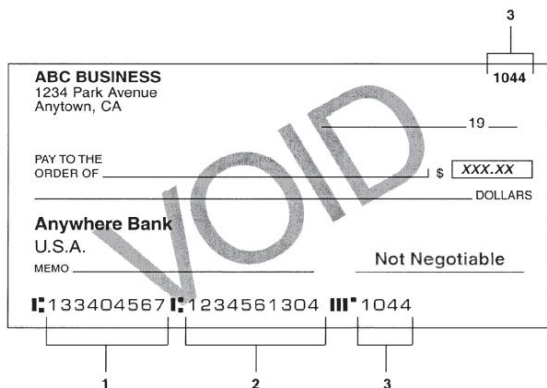 3
ABC BUSINESS
1044
1234 Park Avenue
Anytown, CA
19
PAY TO THE
ORDER OF
$ XXX.XX
DOLLARS
VOID
Anywhere Bank
U.S.A.
Not Negotiable
MEMO
⑆133404567⑆1234561304⑈1044
1 2 3